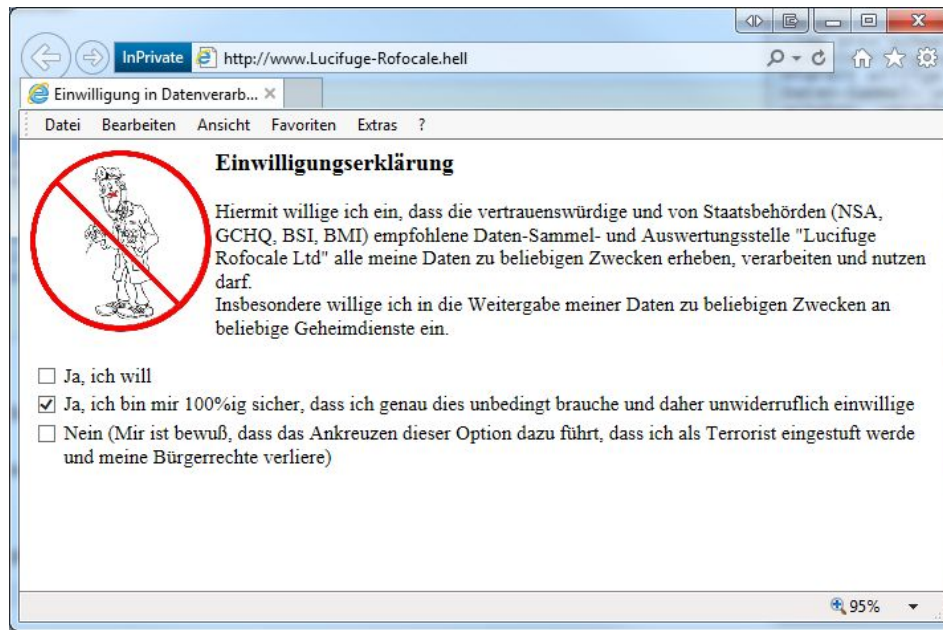 InPrivate http://www.Lucifuge-Rofocale.hell
Einwilligung in Datenverarb...
Datei Bearbeiten Ansicht Favoriten Extras ?
Einwilligungserklärung
Hiermit willige ich ein, dass die vertrauenswürdige und von Staatsbehörden (NSA,
GCHQ, BSI, BMI) empfohlene Daten-Sammel- und Auswertungsstelle "Lucifuge
Rofocale Ltd" alle meine Daten zu beliebigen Zwecken erheben, verarbeiten und nutzen
darf.
Insbesondere willige ich in die Weitergabe meiner Daten zu beliebigen Zwecken an
beliebige Geheimdienste ein.
Ja, ich will
Ja, ich bin mir 100%ig sicher, dass ich genau dies unbedingt brauche und daher unwiderruflich einwillige
Nein (Mir ist bewuß, dass das Ankreuzen dieser Option dazu führt, dass ich als Terrorist eingestuft werde
und meine Bürgerrechte verliere)
95%